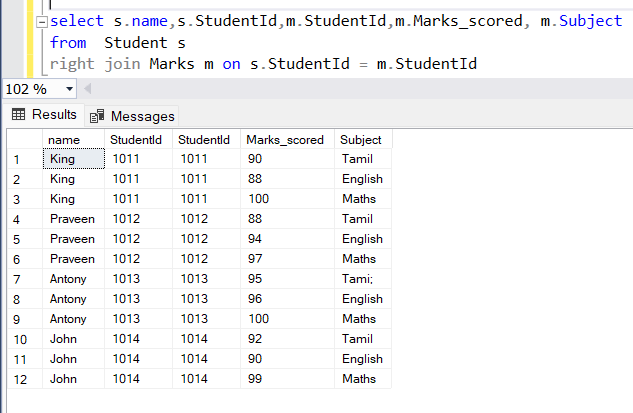 select s.name,s.StudentId,m.StudentId,m.Marks_scored, m.Subject
from  Student s
right join Marks m on s.StudentId = m.StudentId
102 %
Results Messages
name StudentId StudentId Marks_scored Subject
1 King 1011 1011 90 Tamil
2 King 1011 1011 88 English
3 King 1011 1011 100 Maths
4 Praveen 1012 1012 88 Tamil
5 Praveen 1012 1012 94 English
6 Praveen 1012 1012 97 Maths
7 Antony 1013 1013 95 Tami;
8 Antony 1013 1013 96 English
9 Antony 1013 1013 100 Maths
10 John 1014 1014 92 Tamil
11 John 1014 1014 90 English
12 John 1014 1014 99 Maths